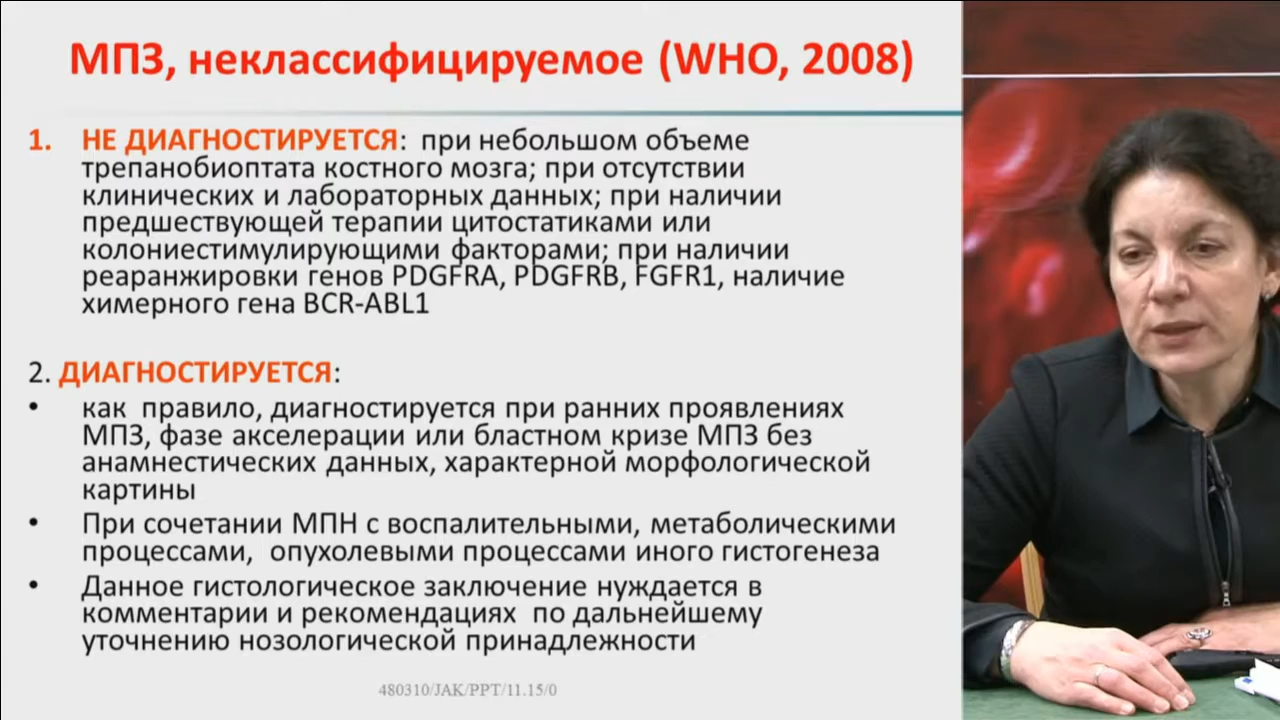 МПЗ, неклассифицируемое (WHO, 2008)
1. НЕ ДИАГНОСТИРУЕТСЯ: при небольшом объеме
трепанобиоптата костного мозга; при отсутствии
клинических и лабораторных данных; при наличии
предшествующей терапии цитостатиками или
колониестимулирующими факторами; при наличии
реаранжировки генов PDGFRA, PDGFRB, FGFR1, наличие
химерного гена BCR-ABL1
2. ДИАГНОСТИРУЕТСЯ:
• как правило, диагностируется при ранних проявлениях
МПЗ, фазе акселерации или бластном кризе МПЗ без
анамнестических данных, характерной морфологической
картины
• При сочетании МПН с воспалительными, метаболическими
процессами, опухолевыми процессами иного гистогенеза
• Данное гистологическое заключение нуждается в
комментарии и рекомендациях по дальнейшему
уточнению нозологической принадлежности
480310/JAK/PPT/11.15/0